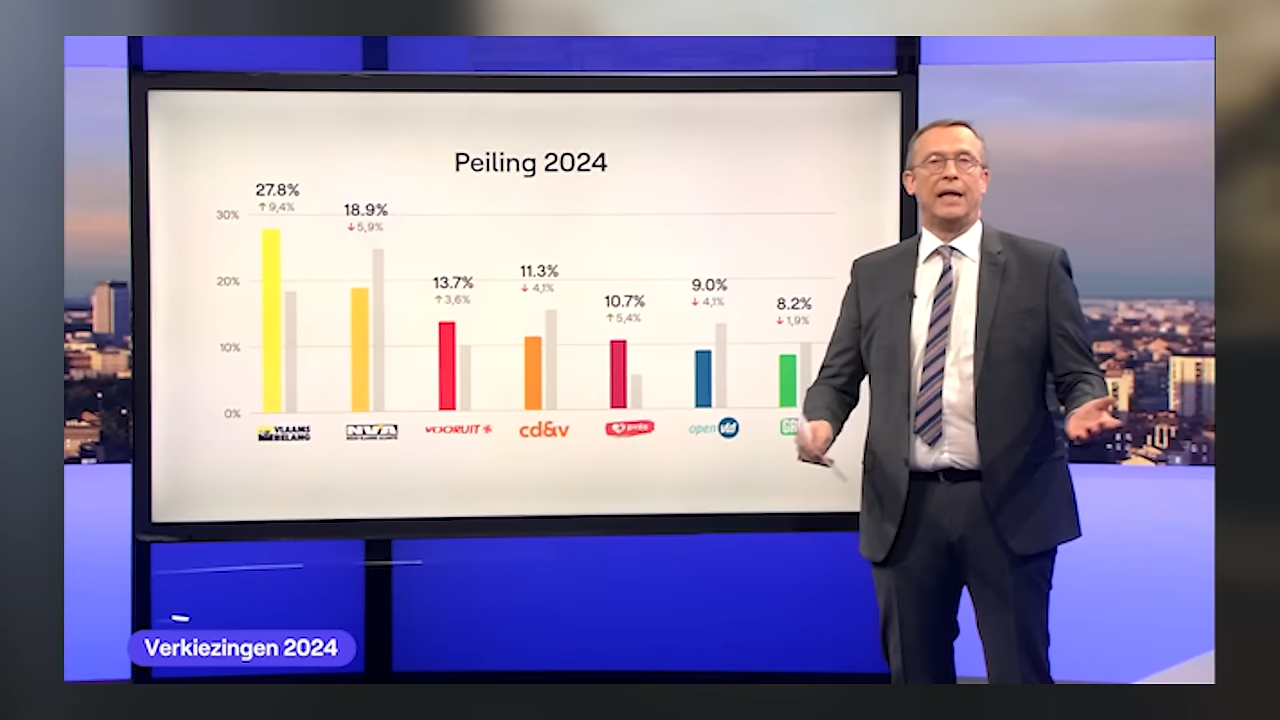 Peiling 2024
27.8%
↑9,4%
18.9%
↓5,9%
13.7%
↑3,6%
11.3%
↓4,1%
10.7%
↑5,4%
9.0%
↓4,1%
8.2%
↓1,9%
30%
20%
10%
0%
VLAAMS
BELANG
N-VA
VOORUIT
cd&v
pvda
open vld
GR
Verkiezingen 2024